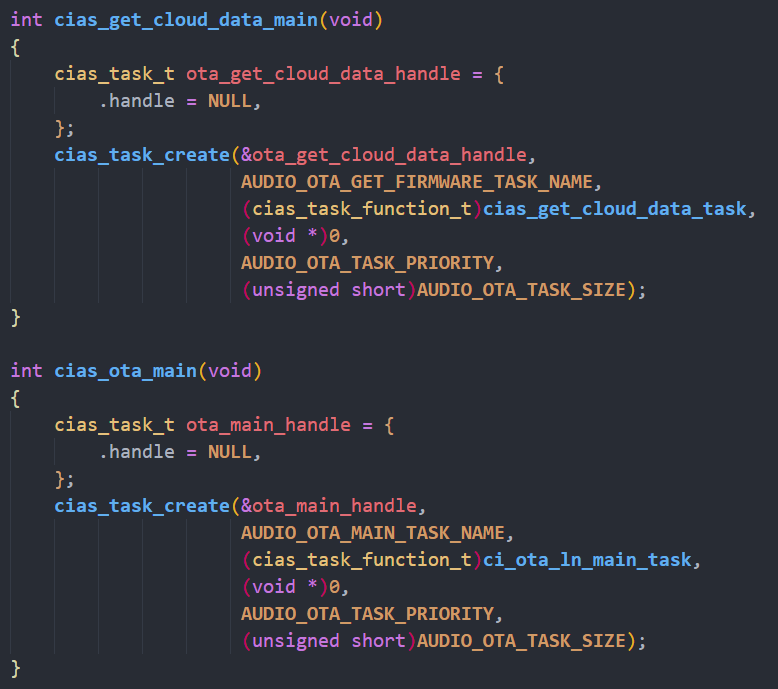 int cias_get_cloud_data_main(void)
{
    cias_task_t ota_get_cloud_data_handle = {
        .handle = NULL,
    };
    cias_task_create(&ota_get_cloud_data_handle,
                     AUDIO_OTA_GET_FIRMWARE_TASK_NAME,
                     (cias_task_function_t)cias_get_cloud_data_task,
                     (void *)0,
                     AUDIO_OTA_TASK_PRIORITY,
                     (unsigned short)AUDIO_OTA_TASK_SIZE);
}

int cias_ota_main(void)
{
    cias_task_t ota_main_handle = {
        .handle = NULL,
    };
    cias_task_create(&ota_main_handle,
                     AUDIO_OTA_MAIN_TASK_NAME,
                     (cias_task_function_t)ci_ota_ln_main_task,
                     (void *)0,
                     AUDIO_OTA_TASK_PRIORITY,
                     (unsigned short)AUDIO_OTA_TASK_SIZE);
}